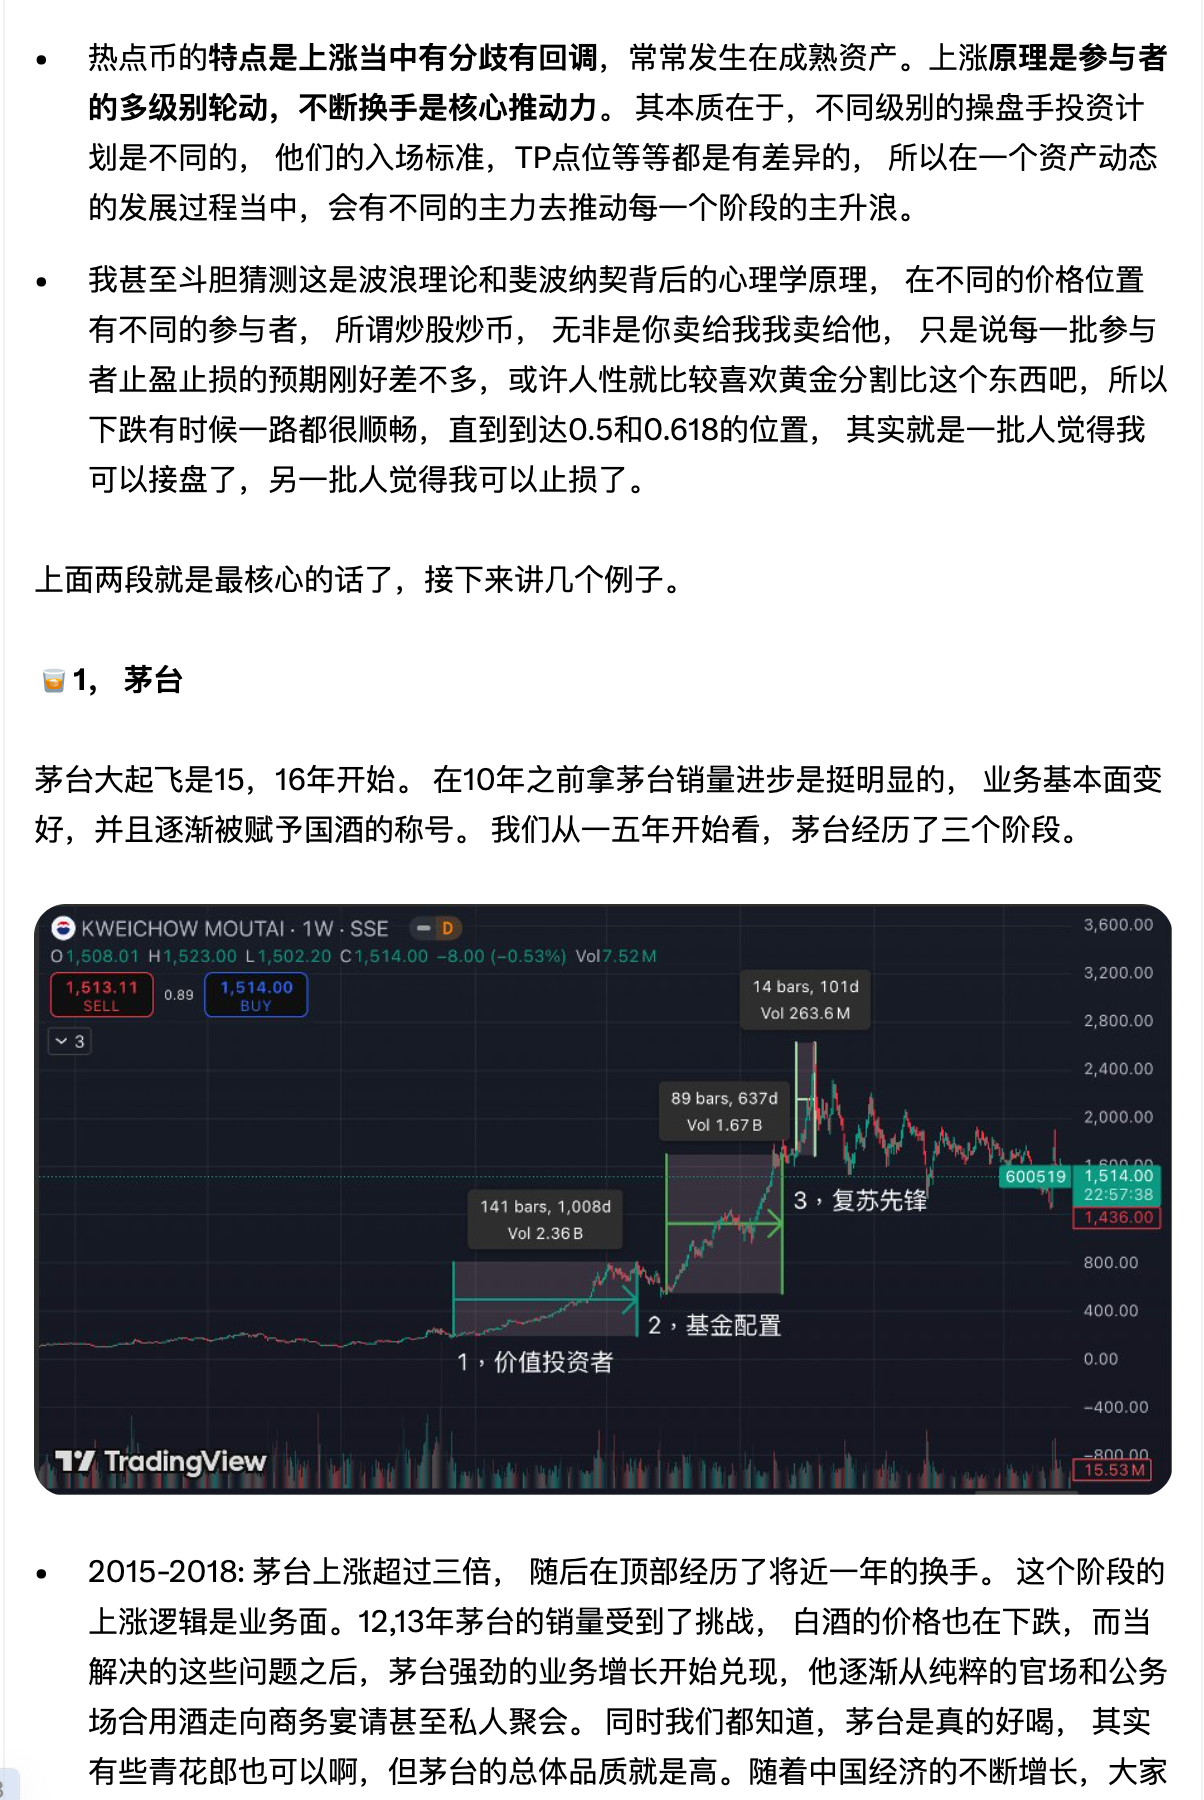 热点币的特点是上涨当中有分歧有回调，常常发生在成熟资产。上涨原理是参与者
的多级别轮动，不断换手是核心推动力。 其本质在于，不同级别的操盘手投资计
划是不同的， 他们的入场标准，TP点位等等都是有差异的， 所以在一个资产动态
的发展过程当中，会有不同的主力去推动每一个阶段的主升浪。
我甚至斗胆猜测这是波浪理论和斐波纳契背后的心理学原理， 在不同的价格位置
有不同的参与者， 所谓炒股炒币， 无非是你卖给我我卖给他， 只是说每一批参与
者止盈止损的预期刚好差不多，或许人性就比较喜欢黄金分割比这个东西吧，所以
下跌有时候一路都很顺畅，直到到达0.5和0.618的位置， 其实就是一批人觉得我
可以接盘了，另一批人觉得我可以止损了。
上面两段就是最核心的话了，接下来讲几个例子。
🥃1， 茅台
茅台大起飞是15，16年开始。 在10年之前拿茅台销量进步是挺明显的， 业务基本面变
好，并且逐渐被赋予国酒的称号。 我们从一五年开始看，茅台经历了三个阶段。
KWEICHOW MOUTAI · 1W · SSE D
O1,508.01 H1,523.00 L1,502.20 C1,514.00 −8.00 (−0.53%) Vol7.52M
1,513.11 SELL 0.89 1,514.00 BUY
3
14 bars, 101d
Vol 263.6M
89 bars, 637d
Vol 1.67B
141 bars, 1,008d
Vol 2.36B
3，复苏先锋
2，基金配置
1，价值投资者
3,600.00
3,200.00
2,800.00
2,400.00
2,000.00
1,600.00
600519 1,514.00
22:57:38
1,436.00
800.00
400.00
0.00
−400.00
−800.00
15.53M
TradingView
2015-2018: 茅台上涨超过三倍， 随后在顶部经历了将近一年的换手。 这个阶段的
上涨逻辑是业务面。12,13年茅台的销量受到了挑战， 白酒的价格也在下跌，而当
解决的这些问题之后，茅台强劲的业务增长开始兑现，他逐渐从纯粹的官场和公务
场合用酒走向商务宴请甚至私人聚会。 同时我们都知道，茅台是真的好喝， 其实
有些青花郎也可以啊，但茅台的总体品质就是高。随着中国经济的不断增长，大家